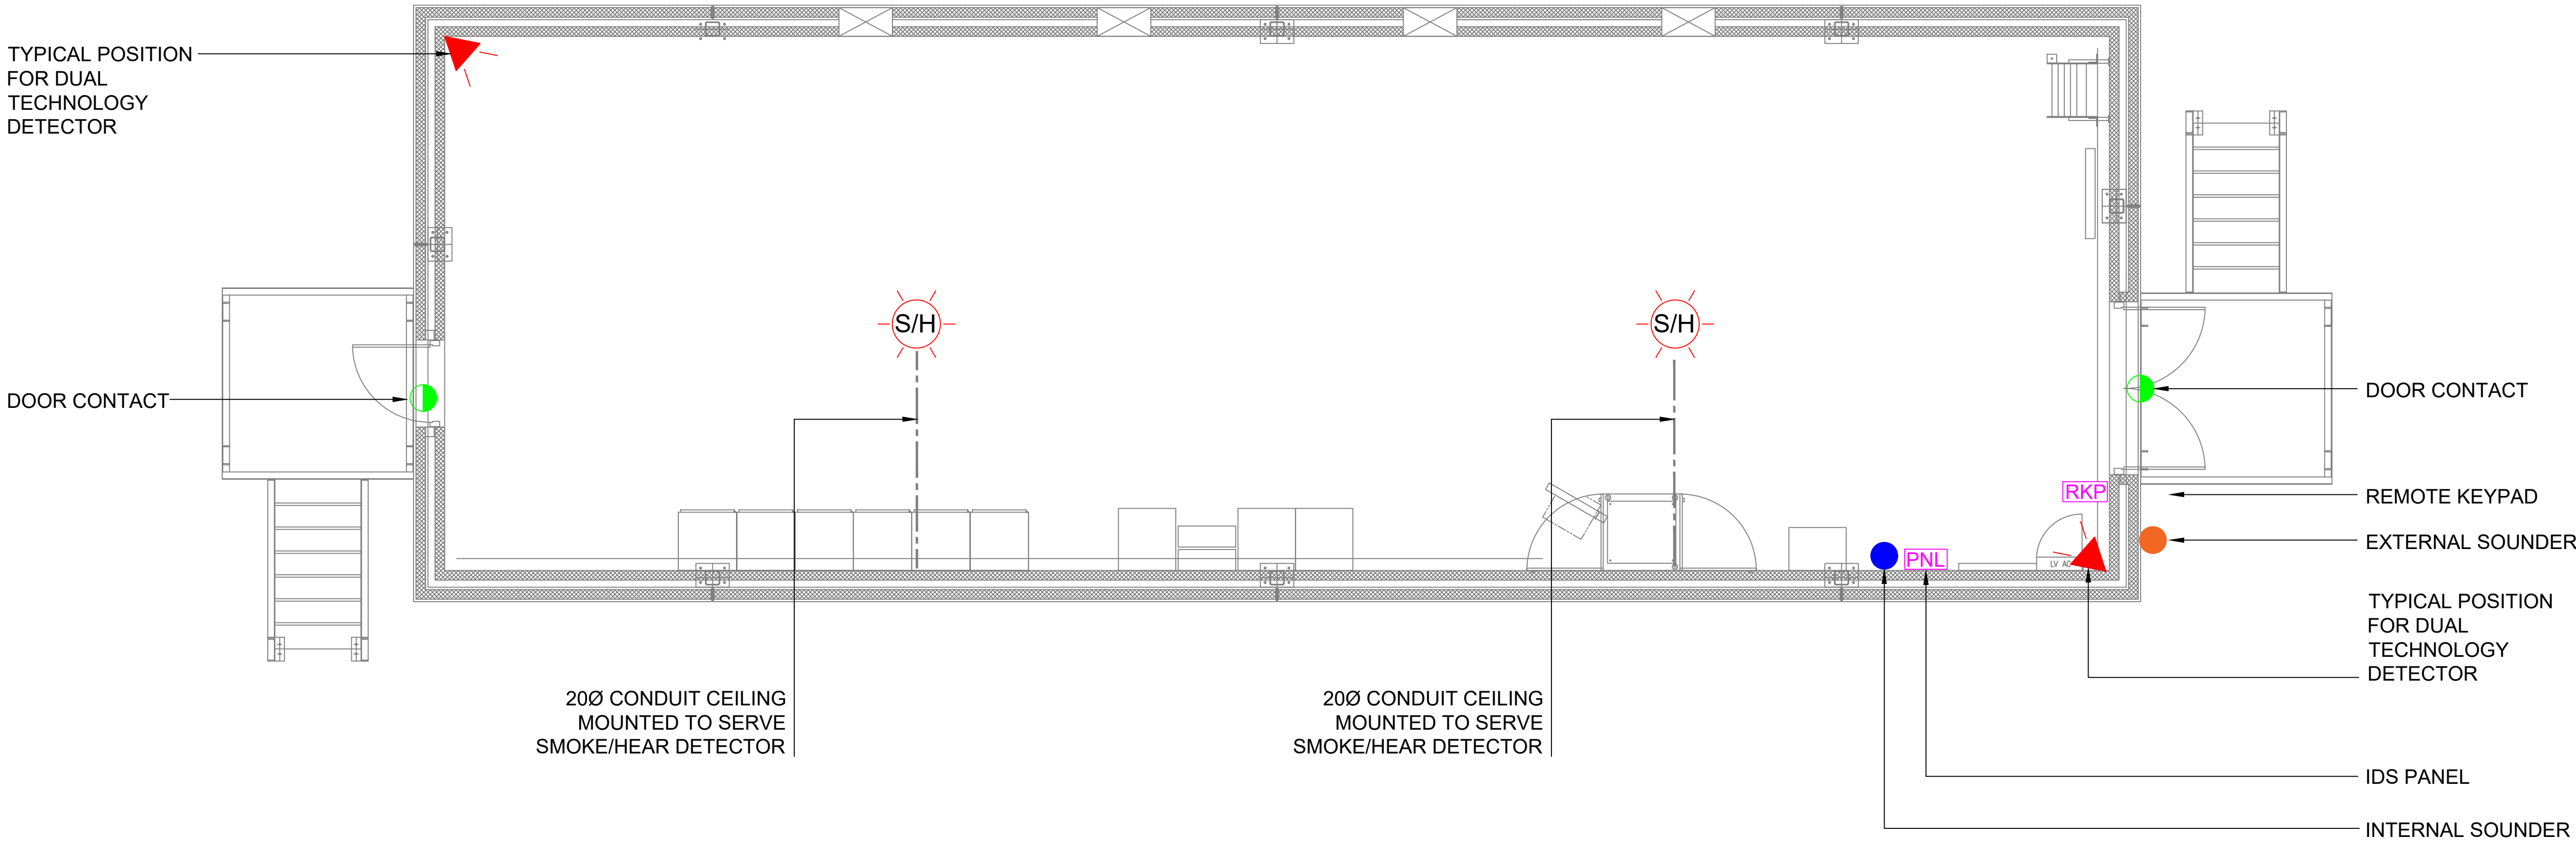 TYPICAL POSITION
FOR DUAL
TECHNOLOGY
DETECTOR
S/H
S/H
DOOR CONTACT
DOOR CONTACT
RKP
REMOTE KEYPAD
EXTERNAL SOUNDER
PNL
LV AC
TYPICAL POSITION
FOR DUAL
TECHNOLOGY
DETECTOR
20Ø CONDUIT CEILING
MOUNTED TO SERVE
SMOKE/HEAR DETECTOR
20Ø CONDUIT CEILING
MOUNTED TO SERVE
SMOKE/HEAR DETECTOR
IDS PANEL
INTERNAL SOUNDER